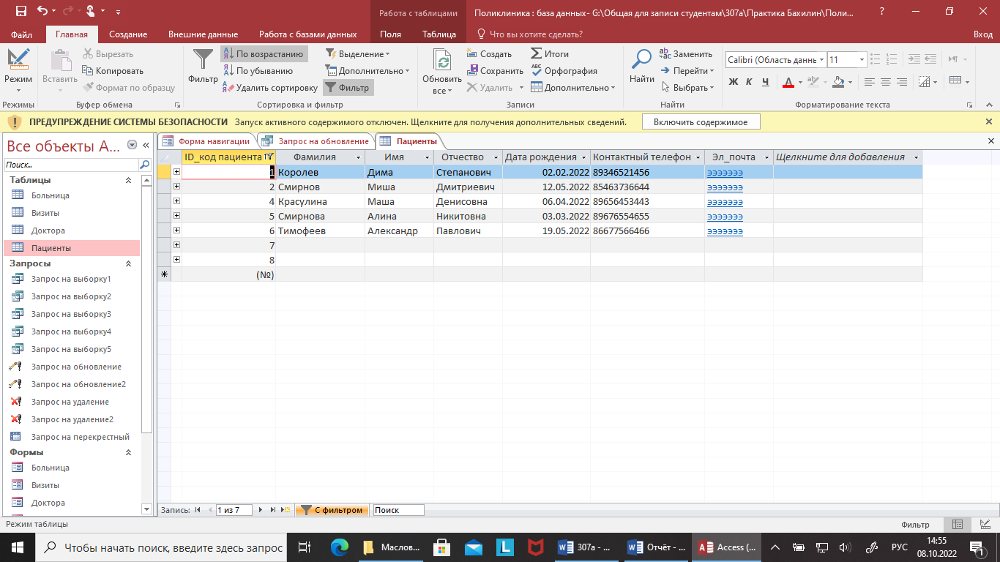 Работа с таблицами
Поликлиника : база данных- G:\Общая для записи студентам\307а\Практика Бахилин\Поли...
?
Файл Главная Создание Внешние данные Работа с базами данных Поля Таблица Что вы хотите сделать? Вход
Режим
Режимы
Вставить
Вырезать
Копировать
Формат по образцу
Буфер обмена
Фильтр
По возрастанию
По убыванию
Удалить сортировку
Выделение
Дополнительно
Фильтр
Сортировка и фильтр
Обновить
все
Создать
Сохранить
Удалить
Итоги
Орфография
Дополнительно
Записи
Найти
Заменить
Перейти
Выбрать
Найти
Calibri (Область данны
11
Ж К Ч
Форматирование текста
ПРЕДУПРЕЖДЕНИЕ СИСТЕМЫ БЕЗОПАСНОСТИ Запуск активного содержимого отключен. Щелкните для получения дополнительных сведений. Включить содержимое
Все объекты A...
Поиск...
Таблицы
Больница
Визиты
Доктора
Пациенты
Запросы
Запрос на выборку1
Запрос на выборку2
Запрос на выборку3
Запрос на выборку4
Запрос на выборку5
Запрос на обновление
Запрос на обновление2
Запрос на удаление
Запрос на удаление2
Запрос на перекрестный
Формы
Больница
Визиты
Доктора
Форма навигации Запрос на обновление Пациенты
ID_код пациента Фамилия Имя Отчество Дата рождения Контактный телефон Эл_почта Щелкните для добавления
1 Королев Дима Степанович 02.02.2022 89346521456 эээээээ
2 Смирнов Миша Дмитриевич 12.05.2022 85463736644 эээээээ
4 Красулина Маша Денисовна 06.04.2022 89656453443 эээээээ
5 Смирнова Алина Никитовна 03.03.2022 89676554655 эээээээ
6 Тимофеев Александр Павлович 19.05.2022 86677566466 эээээээ
7
8
(№)
Запись: 1 из 7 С фильтром Поиск
Режим таблицы Фильтр
Чтобы начать поиск, введите здесь запрос
Маслов...
307а - ...
Отчёт - ...
Access (...
РУС
14:55
08.10.2022
1